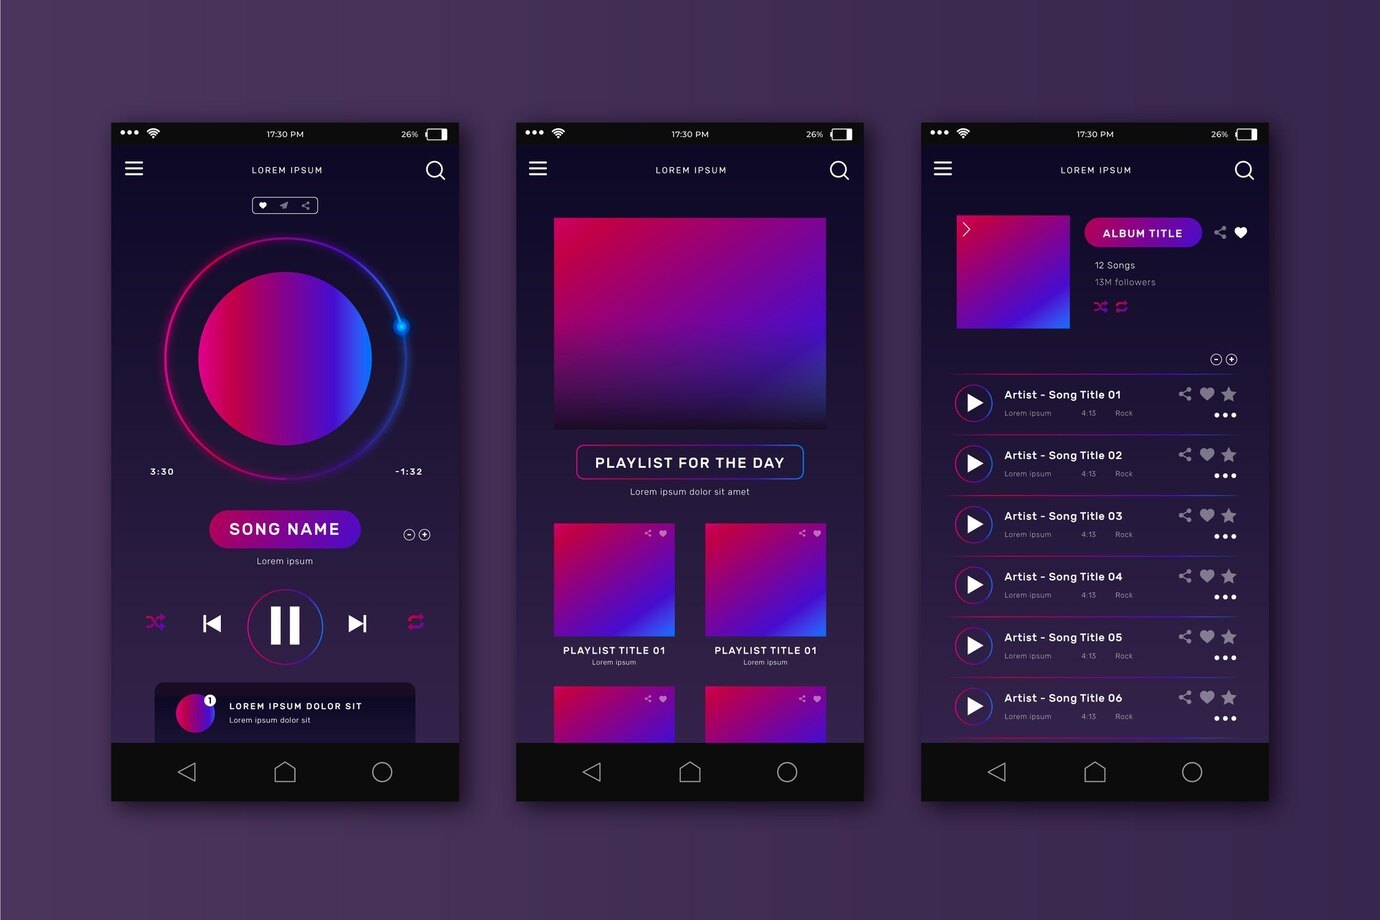 17:30 PM
26%
LOREM IPSUM
3:30
-1:32
SONG NAME
Lorem ipsum
1
LOREM IPSUM DOLOR SIT
Lorem ipsum dolor sit
17:30 PM
26%
LOREM IPSUM
PLAYLIST FOR THE DAY
Lorem ipsum dolor sit amet
PLAYLIST TITLE 01
Lorem ipsum
PLAYLIST TITLE 01
Lorem ipsum
17:30 PM
26%
LOREM IPSUM
ALBUM TITLE
12 Songs
13M followers
Artist - Song Title 01
Lorem ipsum 4:13 Rock
Artist - Song Title 02
Lorem ipsum 4:13 Rock
Artist - Song Title 03
Lorem ipsum 4:13 Rock
Artist - Song Title 04
Lorem ipsum 4:13 Rock
Artist - Song Title 05
Lorem ipsum 4:13 Rock
Artist - Song Title 06
Lorem ipsum 4:13 Rock